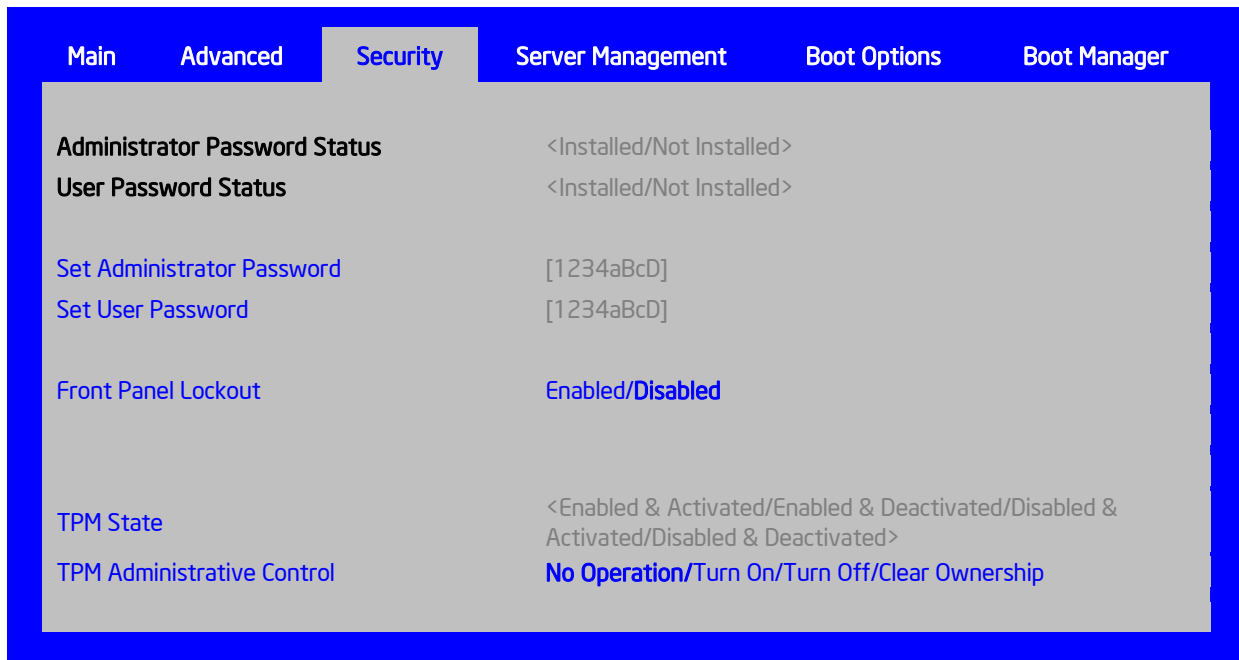 Main Advanced Security Server Management Boot Options Boot Manager
Administrator Password Status <Installed/Not Installed>
User Password Status <Installed/Not Installed>
Set Administrator Password [1234aBcD]
Set User Password [1234aBcD]
Front Panel Lockout Enabled/Disabled
TPM State <Enabled & Activated/Enabled & Deactivated/Disabled &
Activated/Disabled & Deactivated>
TPM Administrative Control No Operation/Turn On/Turn Off/Clear Ownership